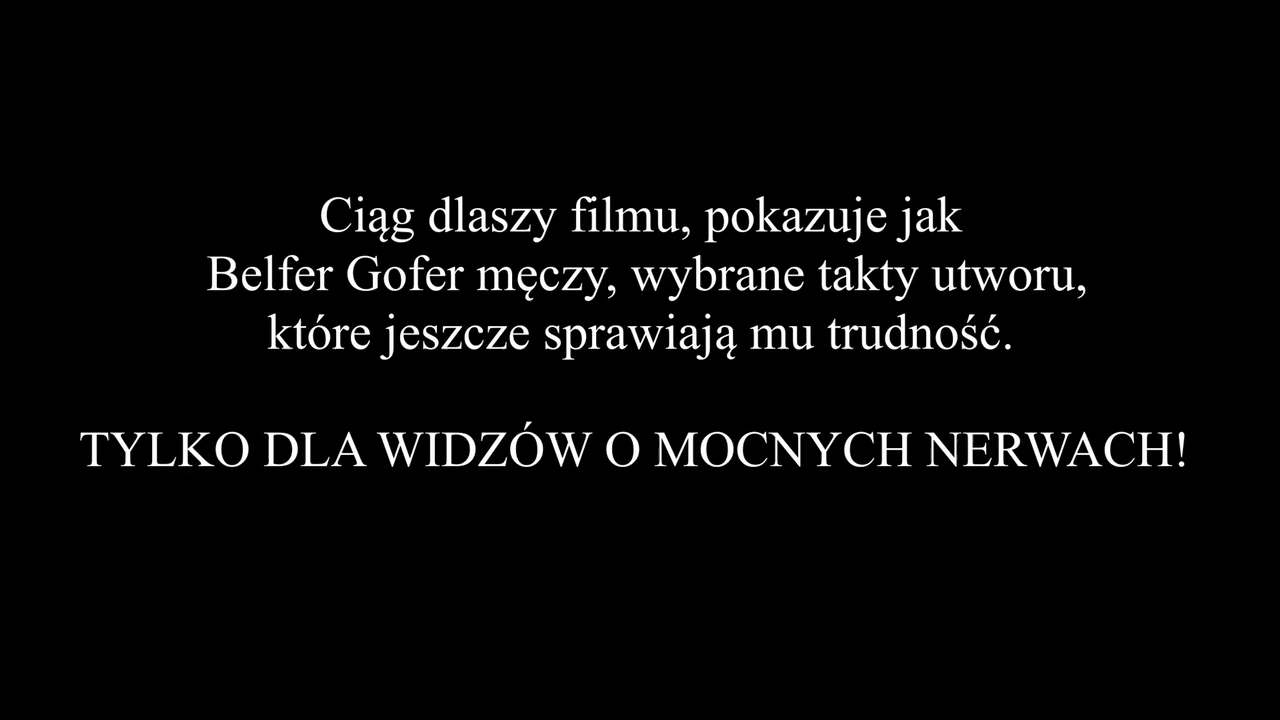 Ciąg dlaszy filmu, pokazuje jak
Belfer Gofer męczy, wybrane takty utworu,
które jeszcze sprawiają mu trudność.
TYLKO DLA WIDZÓW O MOCNYCH NERWACH!